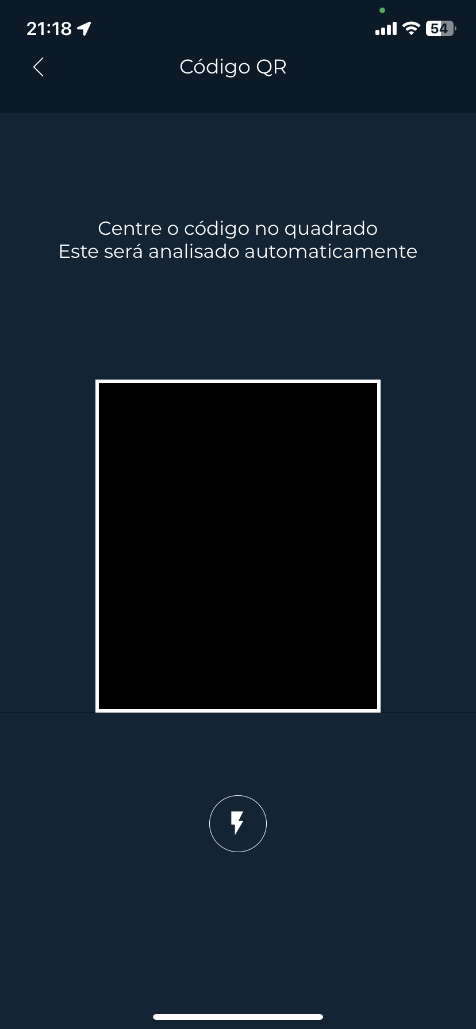 21:18
54
Código QR
Centre o código no quadrado
Este será analisado automaticamente